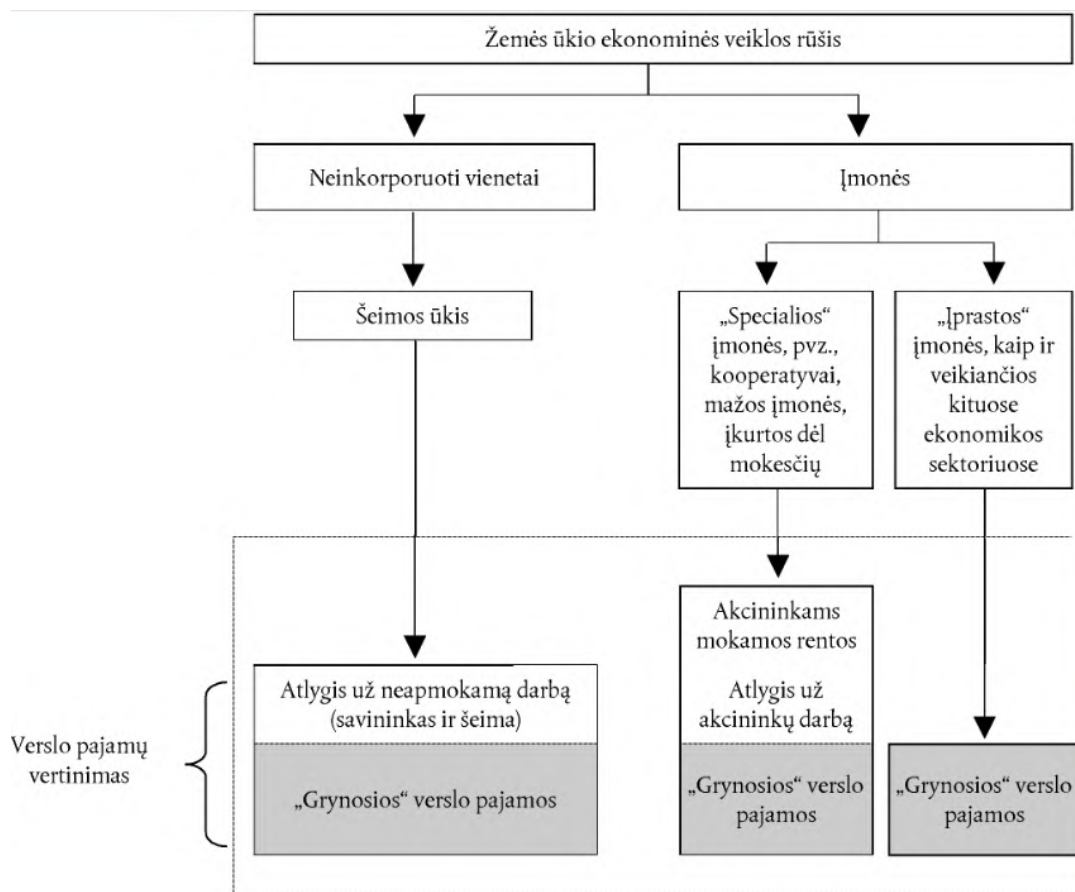 Žemės ūkio ekonominės veiklos rūšis
Neinkorporuoti vienetai
Įmonės
Šeimos ūkis
„Specialios“
įmonės, pvz.,
kooperatyvai,
mažos įmonės,
įkurtos dėl
mokesčių
„Įprastos“
įmonės, kaip ir
veikiančios
kituose
ekonomikos
sektoriuose
Akcininkams
mokamos rentos
Atlygis už
akcininkų darbą
Atlygis už neapmokamą darbą
(savininkas ir šeima)
Verslo pajamų
vertinimas
„Grynosios“ verslo pajamos
„Grynosios“ verslo
pajamos
„Grynosios“ verslo
pajamos